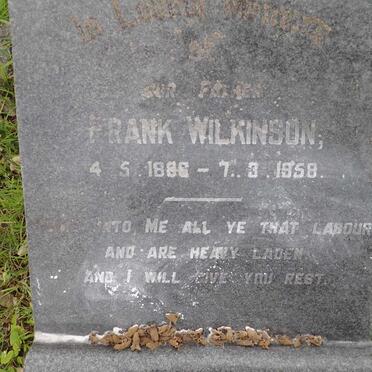 IN LOVING MEMORY
OF
OUR FATHER
FRANK WILKINSON,
4. 5. 1886 – 7. 3. 1958.
UNTO ME ALL YE THAT LABOUR
AND ARE HEAVY LADEN
AND I WILL GIVE YOU REST.